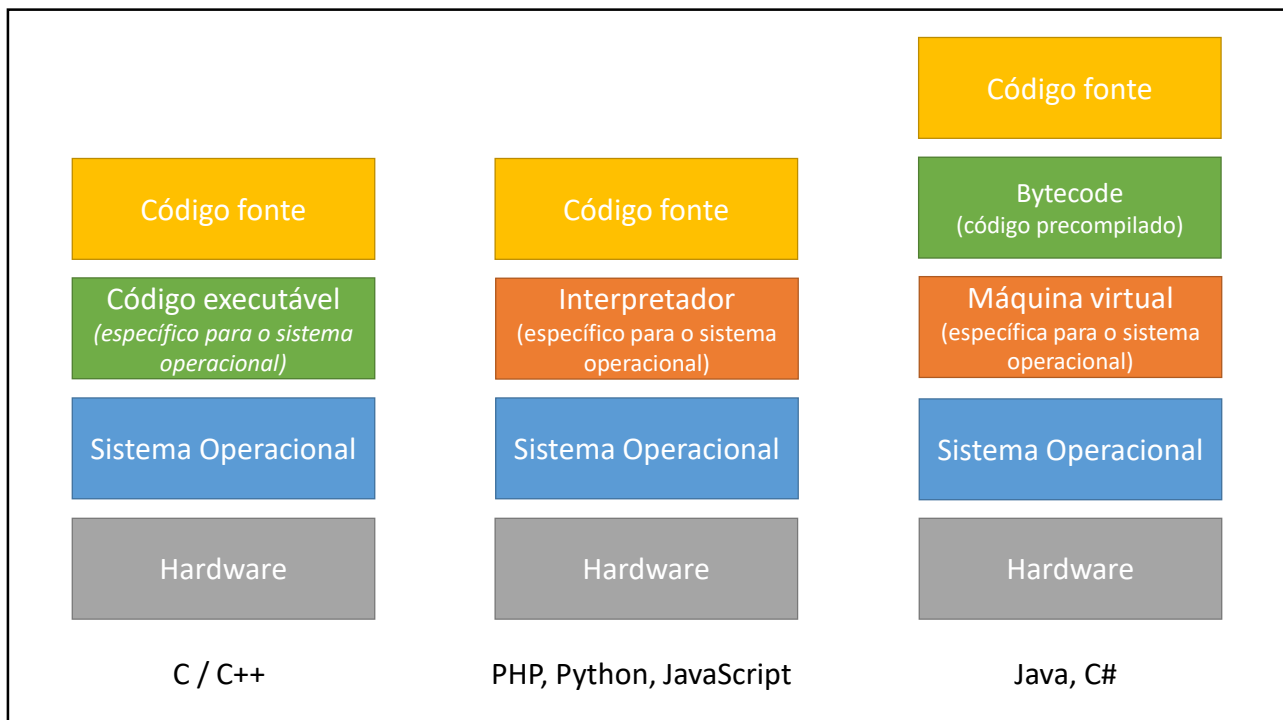 Código fonte
Código executável
(específico para o sistema
operacional)
Sistema Operacional
Hardware
C / C++
Código fonte
Interpretador
(específico para o sistema
operacional)
Sistema Operacional
Hardware
PHP, Python, JavaScript
Código fonte
Bytecode
(código precompilado)
Máquina virtual
(específica para o sistema
operacional)
Sistema Operacional
Hardware
Java, C#